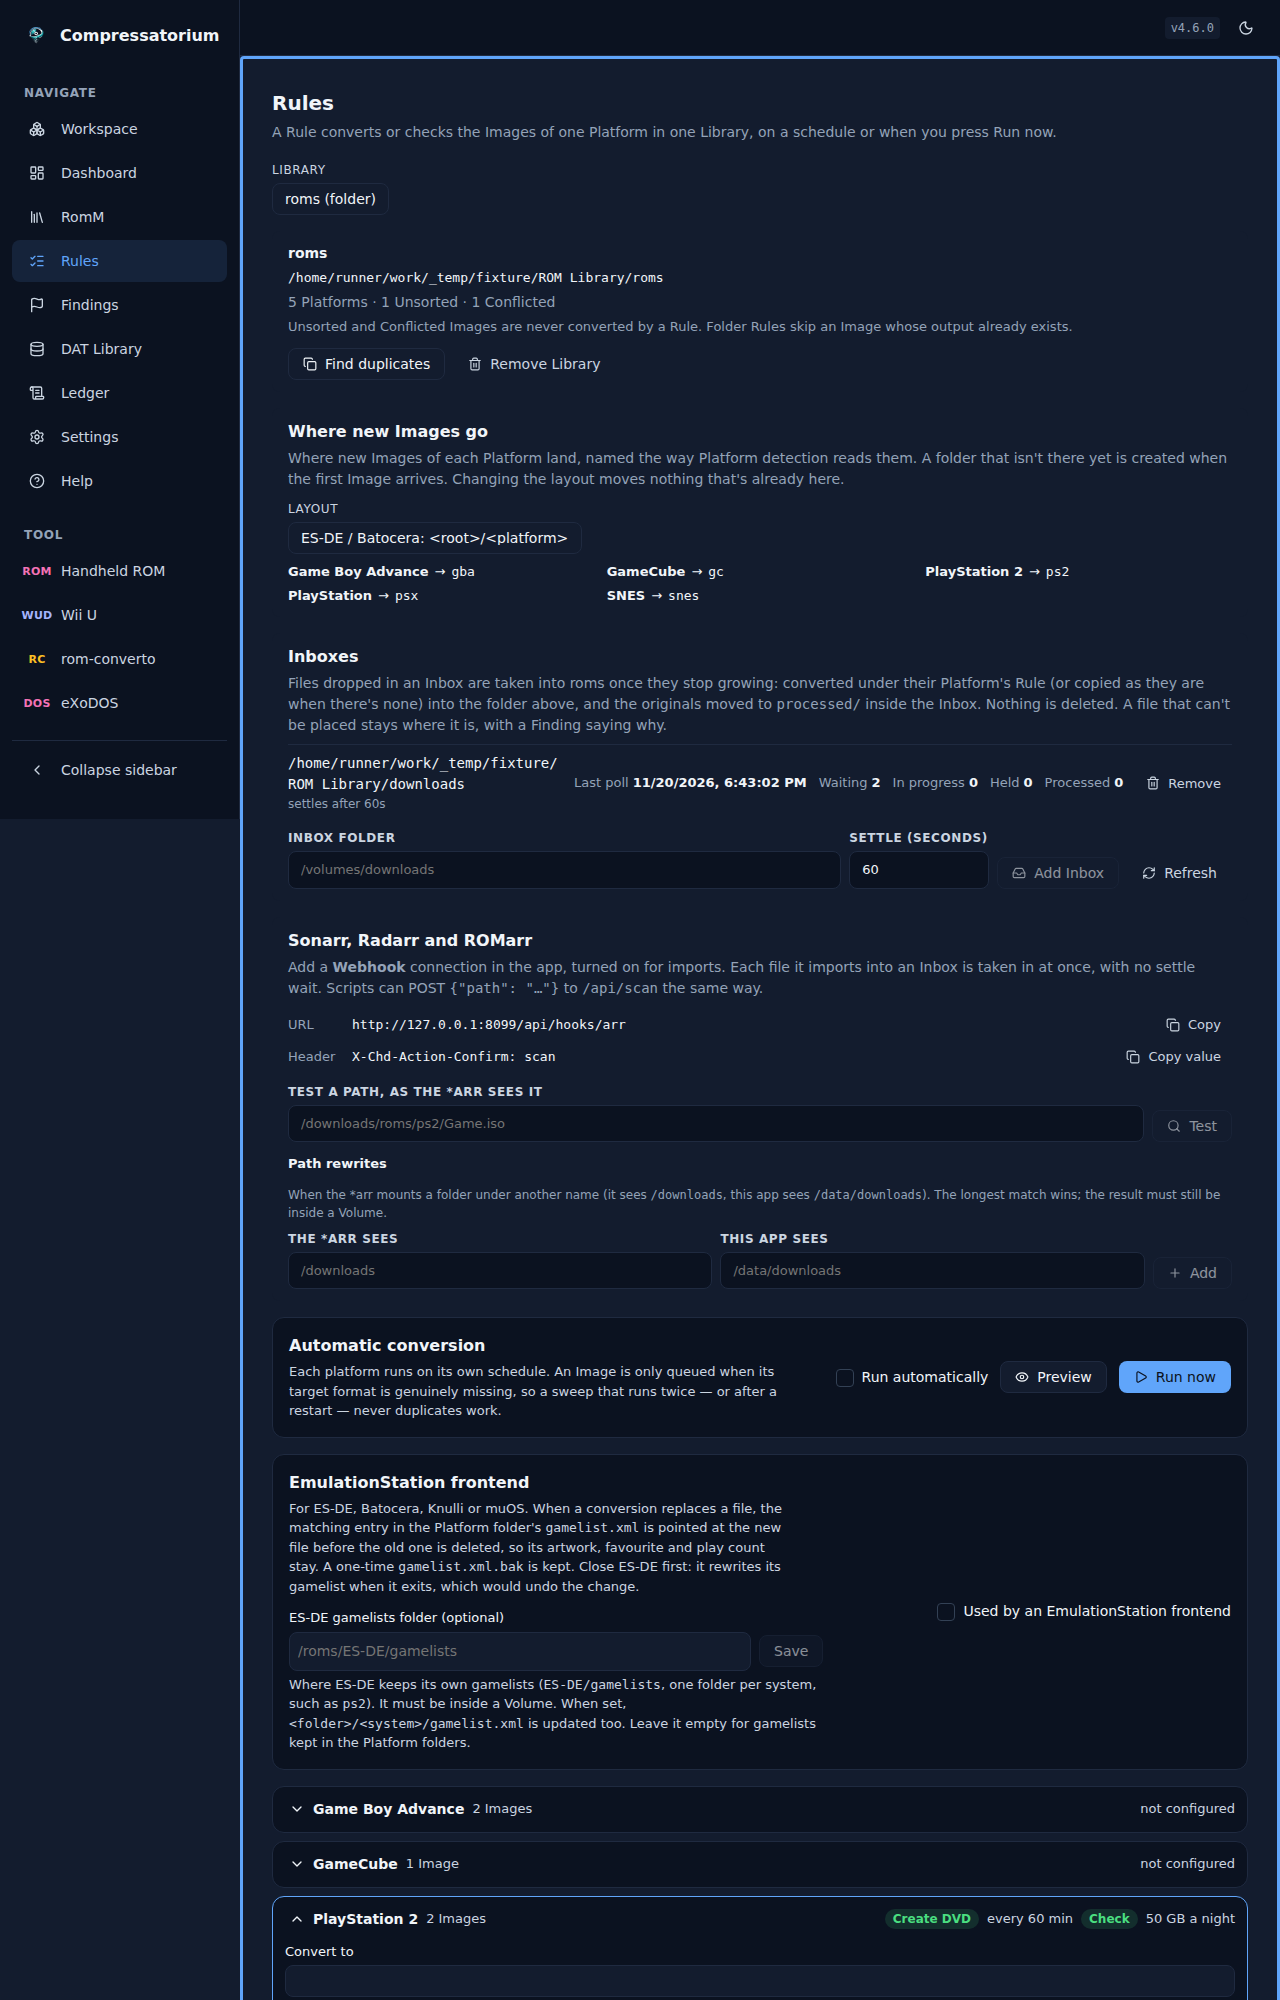 Compressatorium
v4.6.0
NAVIGATE
Workspace
Dashboard
RomM
Rules
Findings
DAT Library
Ledger
Settings
Help
TOOL
ROM Handheld ROM
WUD Wii U
RC rom-converto
DOS eXoDOS
Collapse sidebar
Rules
A Rule converts or checks the Images of one Platform in one Library, on a schedule or when you press Run now.
LIBRARY
roms (folder)
roms
/home/runner/work/_temp/fixture/ROM Library/roms
5 Platforms · 1 Unsorted · 1 Conflicted
Unsorted and Conflicted Images are never converted by a Rule. Folder Rules skip an Image whose output already exists.
Find duplicates Remove Library
Where new Images go
Where new Images of each Platform land, named the way Platform detection reads them. A folder that isn't there yet is created when
the first Image arrives. Changing the layout moves nothing that's already here.
LAYOUT
ES-DE / Batocera: <root>/<platform>
Game Boy Advance → gba GameCube → gc PlayStation 2 → ps2
PlayStation → psx SNES → snes
Inboxes
Files dropped in an Inbox are taken into roms once they stop growing: converted under their Platform's Rule (or copied as they are
when there's none) into the folder above, and the originals moved to processed/ inside the Inbox. Nothing is deleted. A file that can't
be placed stays where it is, with a Finding saying why.
/home/runner/work/_temp/fixture/
ROM Library/downloads
settles after 60s
Last poll 11/20/2026, 6:43:02 PM Waiting 2 In progress 0 Held 0 Processed 0 Remove
INBOX FOLDER SETTLE (SECONDS)
/volumes/downloads 60 Add Inbox Refresh
Sonarr, Radarr and ROMarr
Add a Webhook connection in the app, turned on for imports. Each file it imports into an Inbox is taken in at once, with no settle
wait. Scripts can POST {"path": "…"} to /api/scan the same way.
URL http://127.0.0.1:8099/api/hooks/arr Copy
Header X-Chd-Action-Confirm: scan Copy value
TEST A PATH, AS THE *ARR SEES IT
/downloads/roms/ps2/Game.iso Test
Path rewrites
When the *arr mounts a folder under another name (it sees /downloads, this app sees /data/downloads). The longest match wins; the result must still be
inside a Volume.
THE *ARR SEES THIS APP SEES
/downloads /data/downloads Add
Automatic conversion
Each platform runs on its own schedule. An Image is only queued when its
target format is genuinely missing, so a sweep that runs twice — or after a
restart — never duplicates work.
Run automatically Preview Run now
EmulationStation frontend
For ES-DE, Batocera, Knulli or muOS. When a conversion replaces a file, the
matching entry in the Platform folder's gamelist.xml is pointed at the new
file before the old one is deleted, so its artwork, favourite and play count
stay. A one-time gamelist.xml.bak is kept. Close ES-DE first: it rewrites its
gamelist when it exits, which would undo the change.
ES-DE gamelists folder (optional)
/roms/ES-DE/gamelists Save
Where ES-DE keeps its own gamelists (ES-DE/gamelists, one folder per system,
such as ps2). It must be inside a Volume. When set,
<folder>/<system>/gamelist.xml is updated too. Leave it empty for gamelists
kept in the Platform folders.
Used by an EmulationStation frontend
Game Boy Advance 2 Images not configured
GameCube 1 Image not configured
PlayStation 2 2 Images Create DVD every 60 min Check 50 GB a night
Convert to